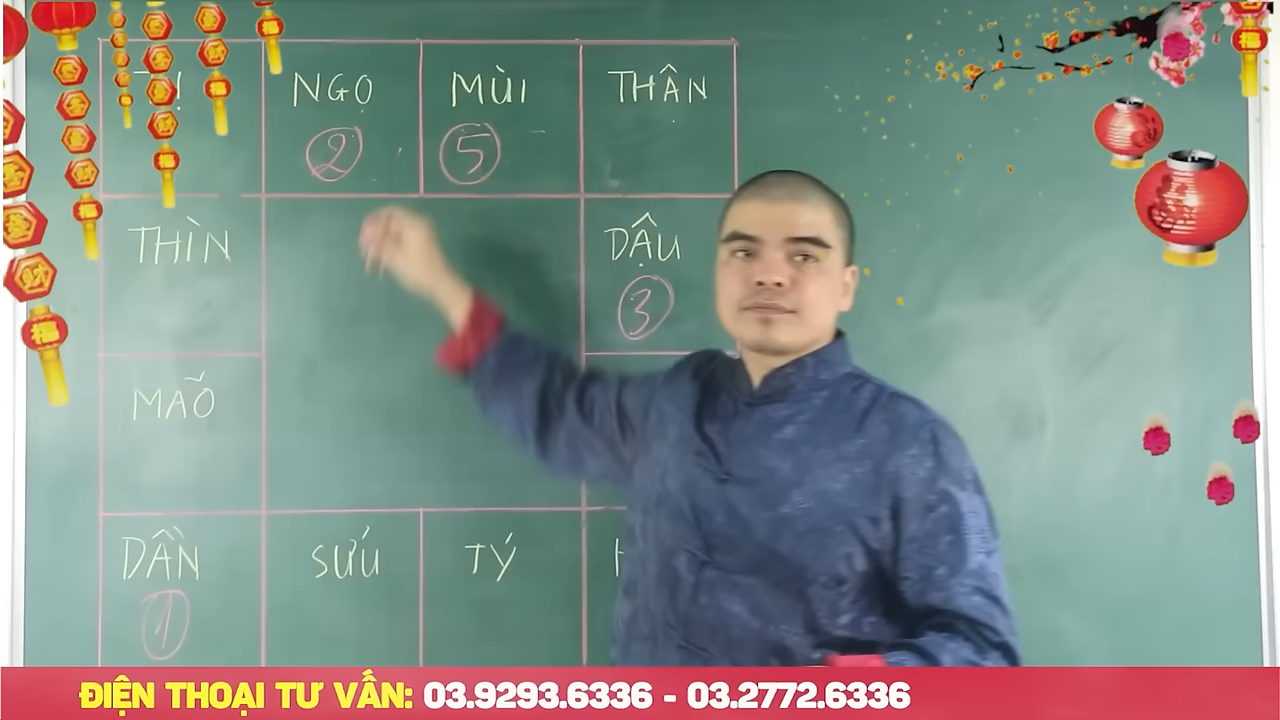 NGỌ MÙI THÂN
② ⑤
THÌN DẬU
③
MÃO
DẦN SỬU TÝ
①
ĐIỆN THOẠI TƯ VẤN: 03.9293.6336 - 03.2772.6336